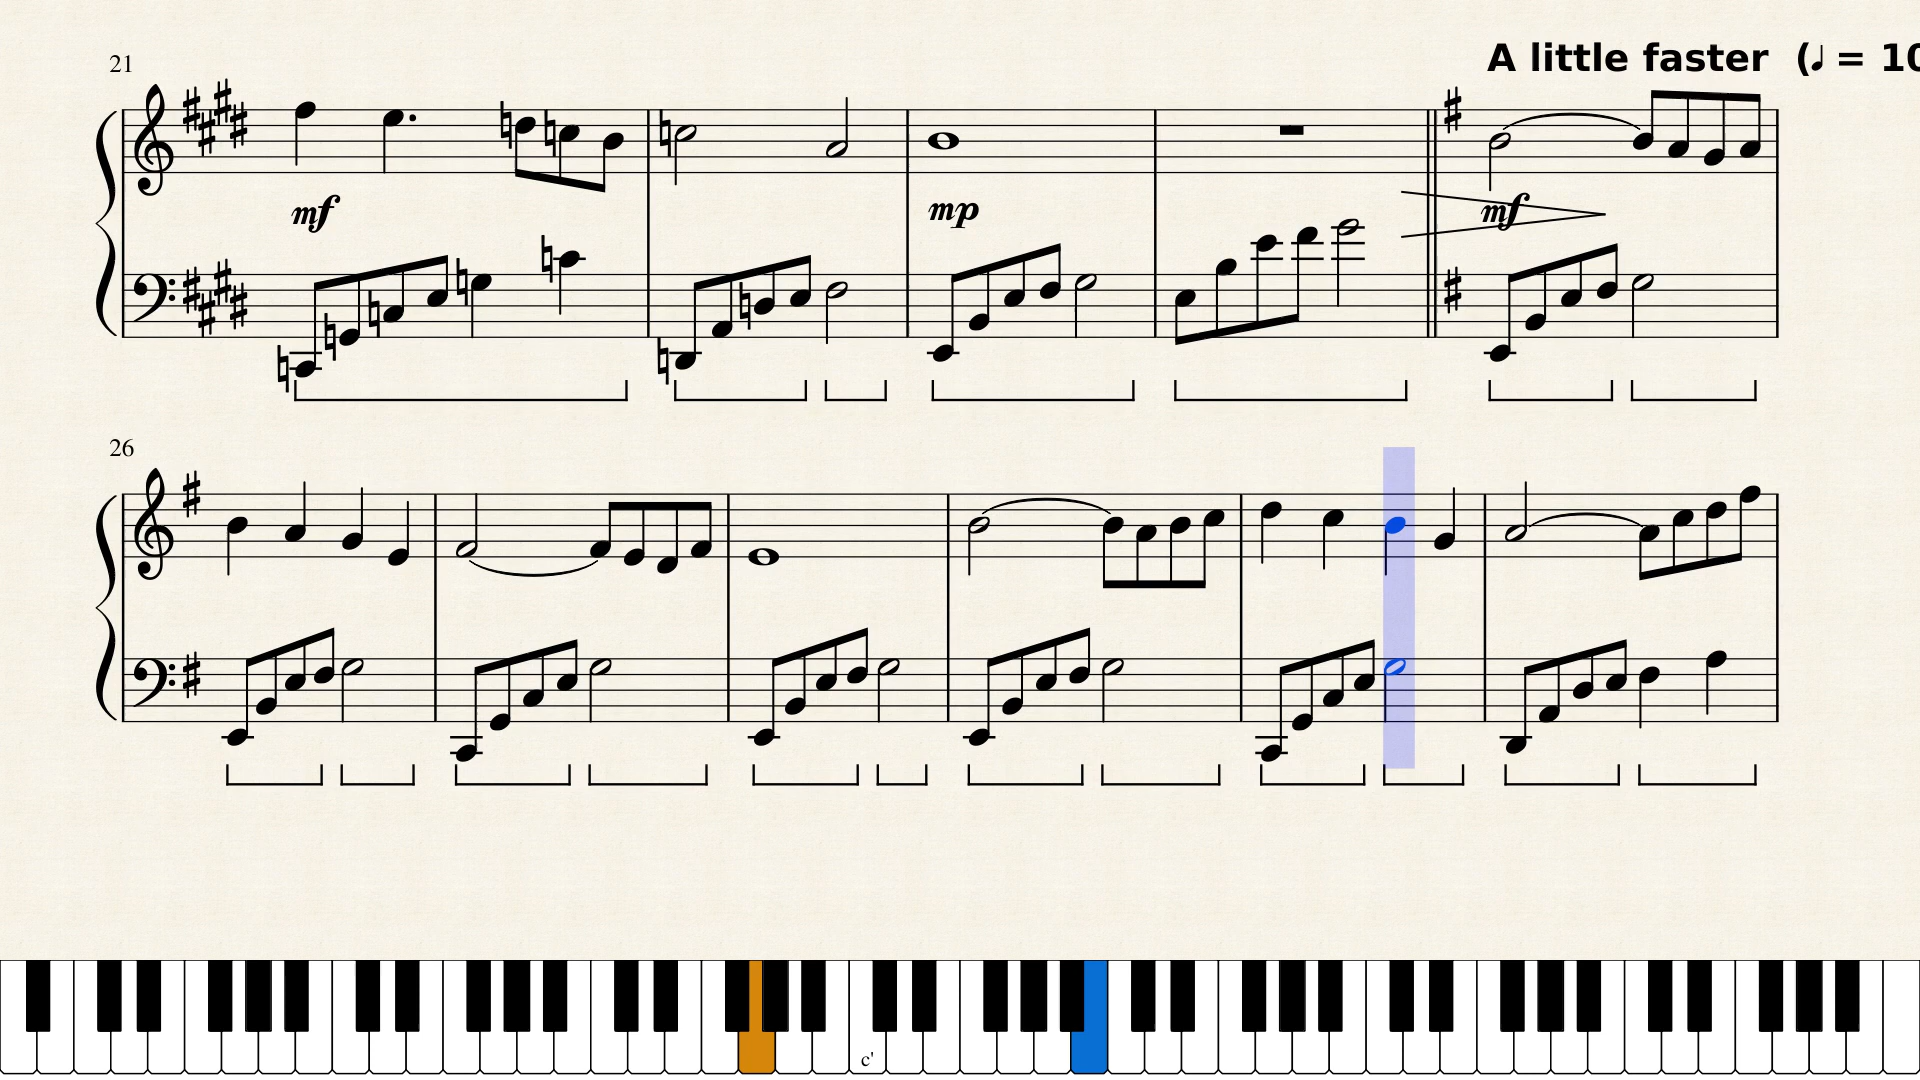 A little faster (♩ = 10
21
mf
mp
mf
26
c'